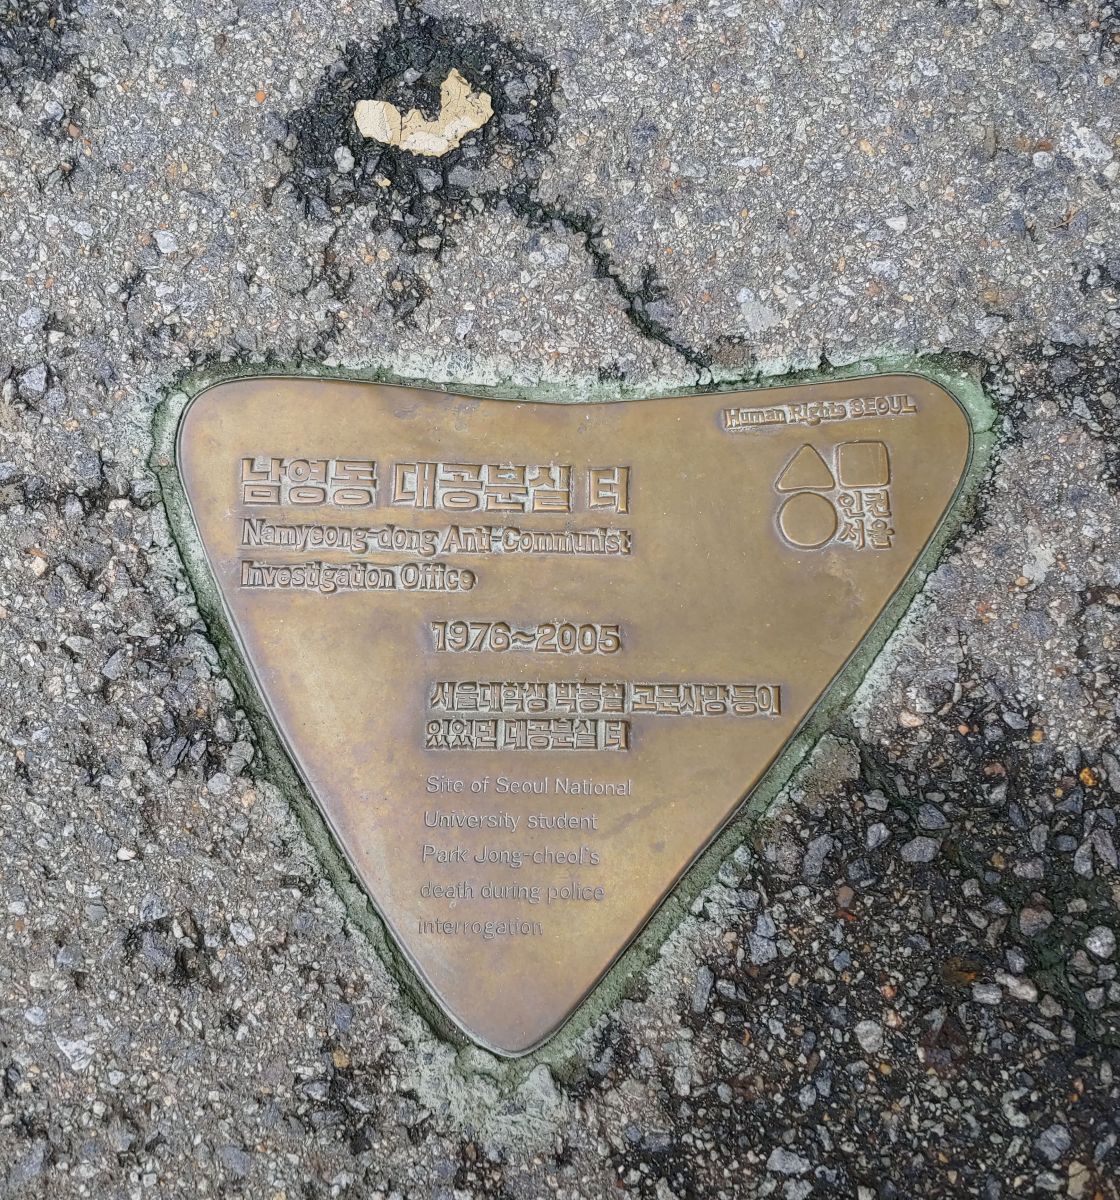 Human Rights SEOUL
인권
서울
남영동 대공분실 터
Namyeong-dong Anti-Communist
Investigation Office
1976~2005
서울대학생 박종철 고문사망 등이
있었던 대공분실 터
Site of Seoul National
University student
Park Jong-cheol's
death during police
interrogation